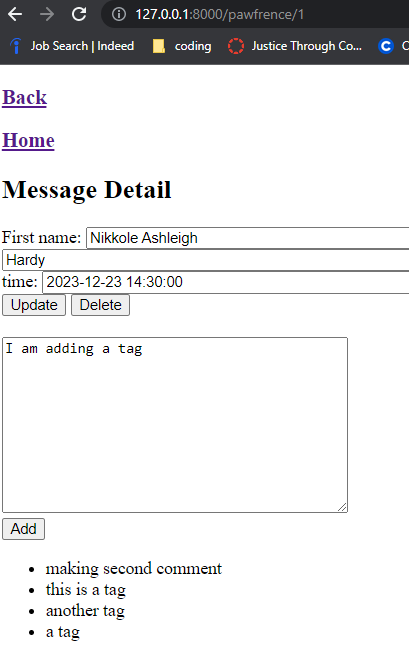 127.0.0.1:8000/pawfrence/1
Job Search | Indeed coding Justice Through Co... C
Back
Home
Message Detail
First name: Nikkole Ashleigh
Hardy
time: 2023-12-23 14:30:00
Update Delete
I am adding a tag
Add
• making second comment
• this is a tag
• another tag
• a tag